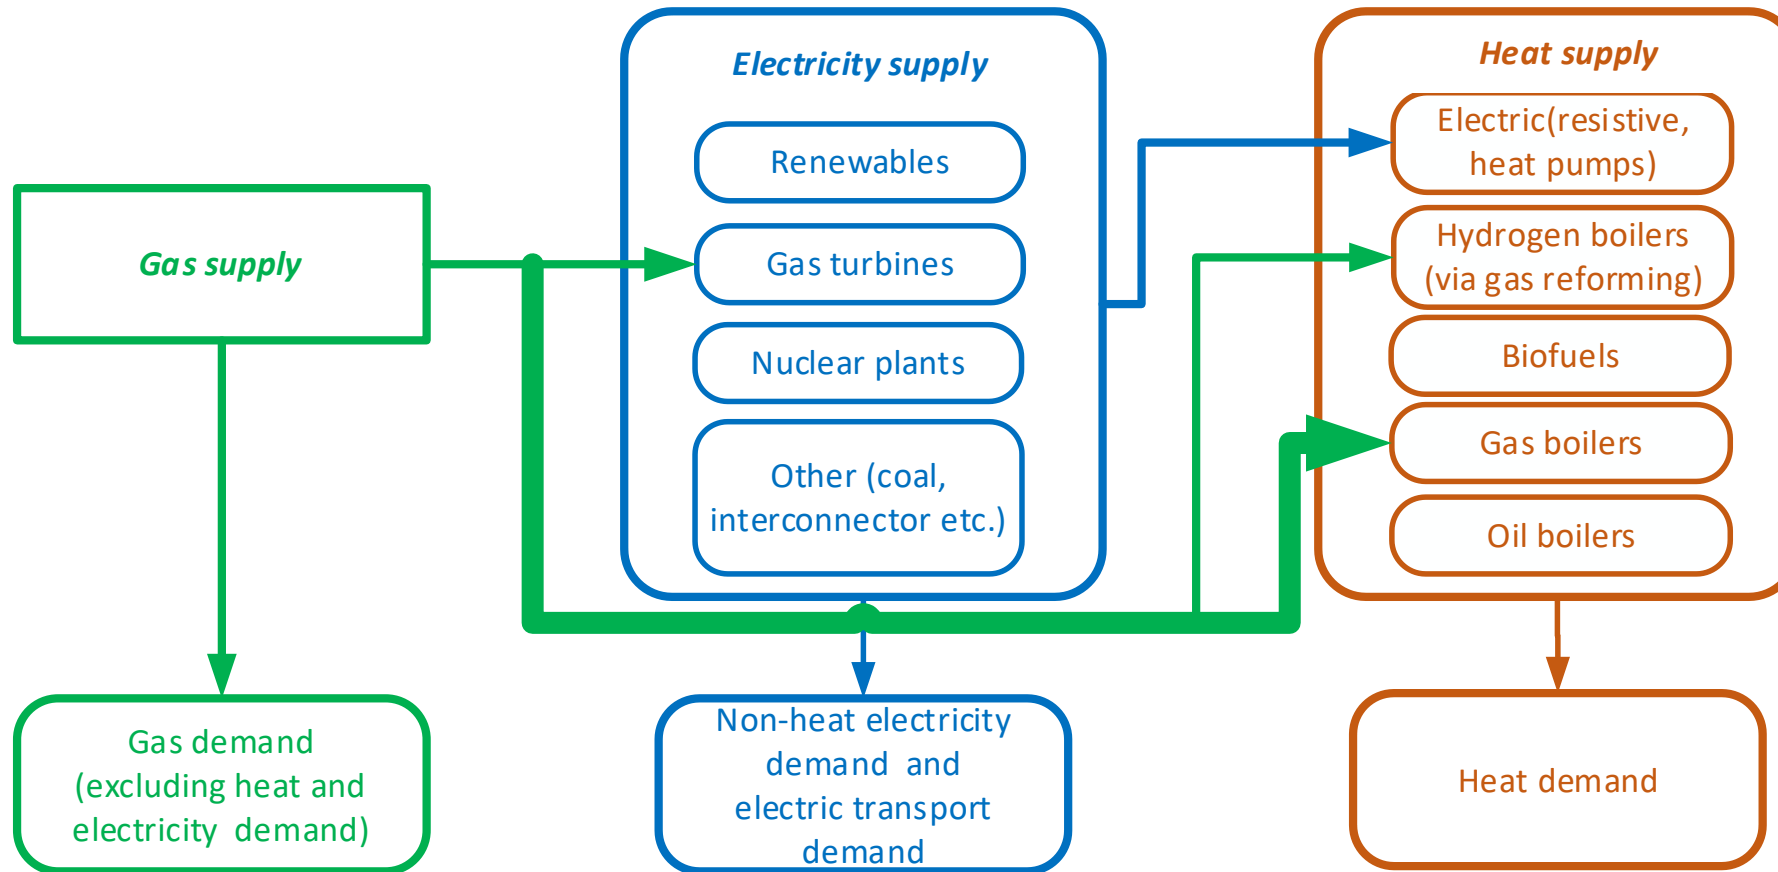 Gas supply
Gas demand
(excluding heat and
electricity demand)
Electricity supply
Renewables
Gas turbines
Nuclear plants
Other (coal,
interconnector etc.)
Non-heat electricity
demand and
electric transport
demand
Heat supply
Electric(resistive,
heat pumps)
Hydrogen boilers
(via gas reforming)
Biofuels
Gas boilers
Oil boilers
Heat demand